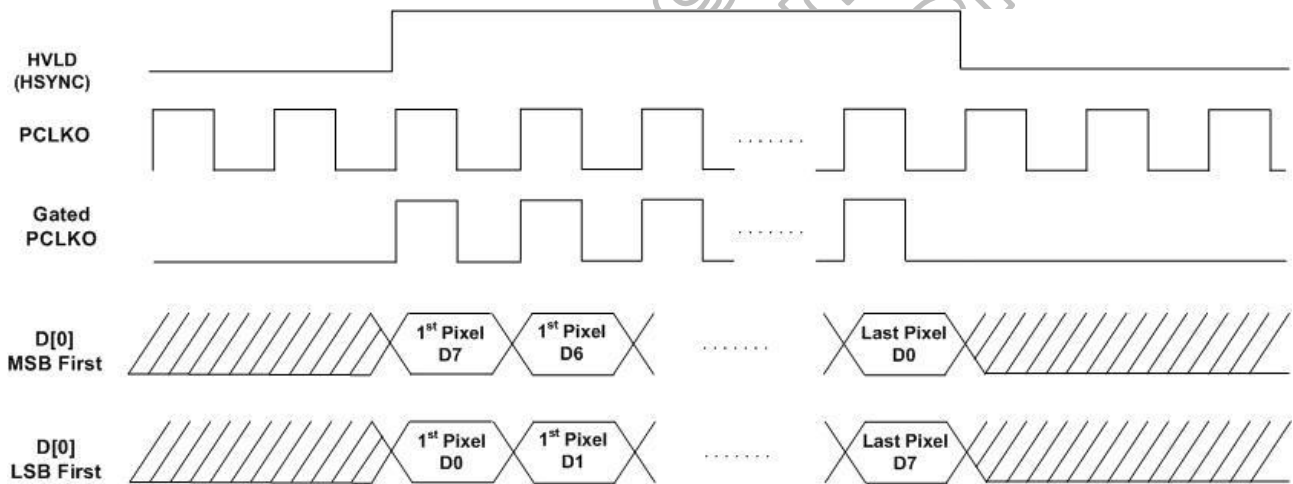 HVLD
(HSYNC)
PCLKO
.......
Gated
PCLKO
.......
D[0]
MSB First
1st Pixel
D7
1st Pixel
D6
.......
Last Pixel
D0
D[0]
LSB First
1st Pixel
D0
1st Pixel
D1
.......
Last Pixel
D7